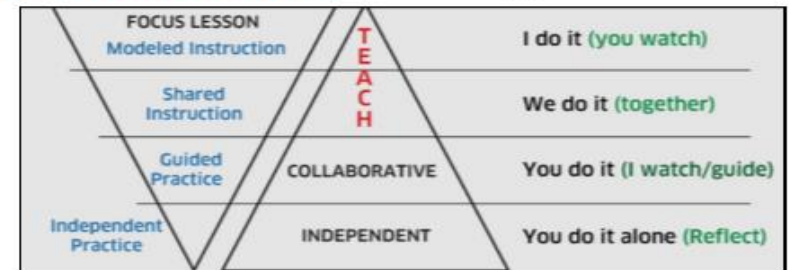 FOCUS LESSON
Modeled Instruction
TEACH
I do it (you watch)
Shared
Instruction
We do it (together)
Guided
Practice
COLLABORATIVE
You do it (I watch/guide)
Independent
Practice
INDEPENDENT
You do it alone (Reflect)